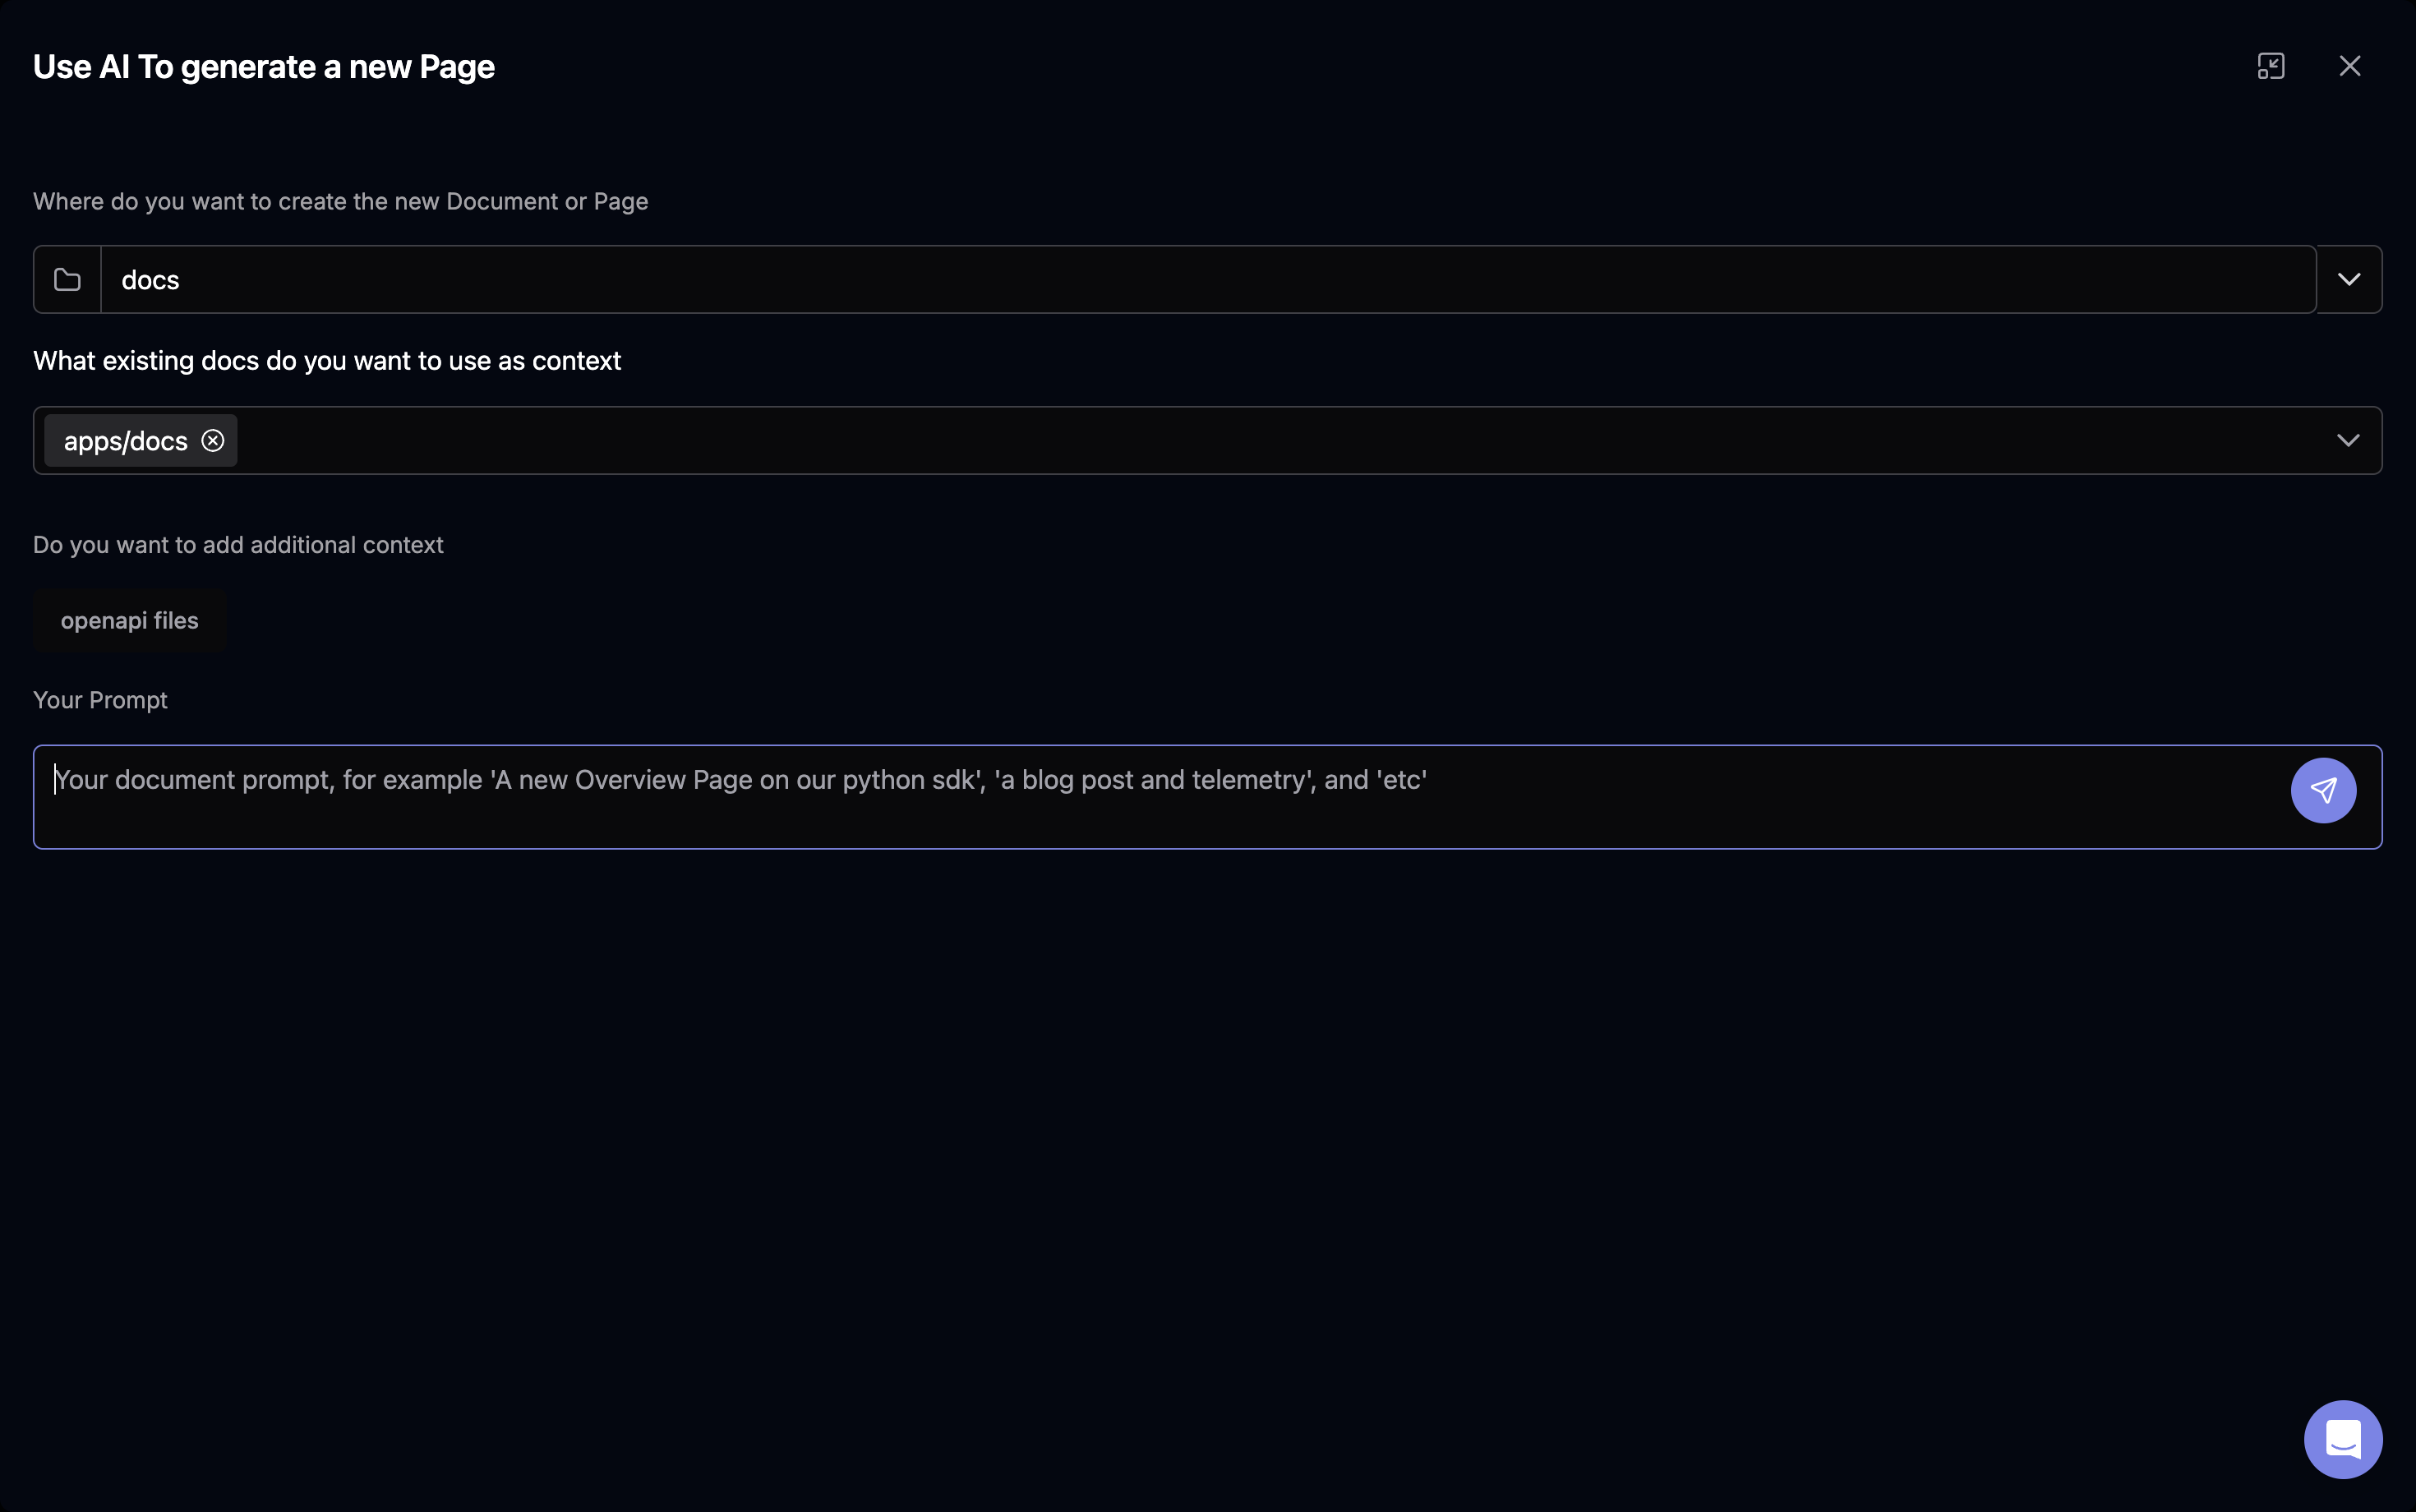 Use AI To generate a new Page
Where do you want to create the new Document or Page
docs
What existing docs do you want to use as context
apps/docs
Do you want to add additional context
openapi files
Your Prompt
Your document prompt, for example 'A new Overview Page on our python sdk', 'a blog post and telemetry', and 'etc'